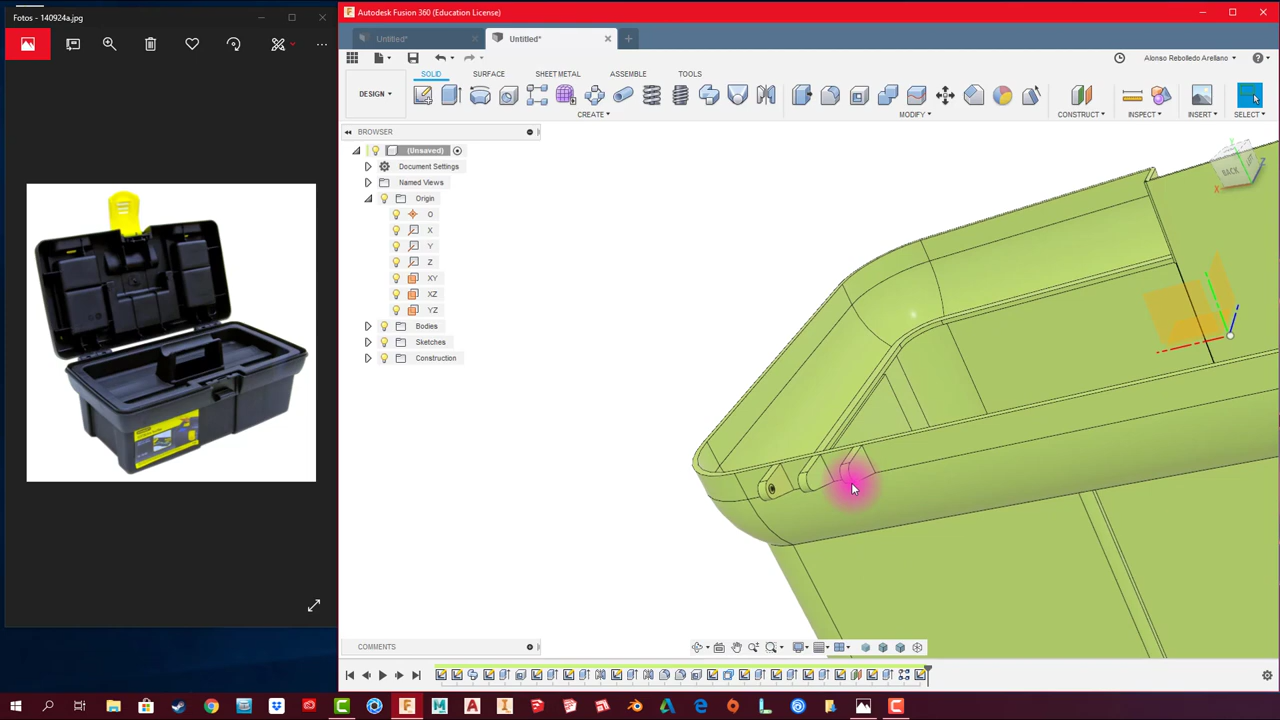 Fotos - 140924a.jpg
Autodesk Fusion 360 (Education License)
Untitled*
Untitled*
Alonso Rebolledo Arellano
SOLID
SURFACE
SHEET METAL
ASSEMBLE
TOOLS
DESIGN
CREATE
MODIFY
CONSTRUCT
INSPECT
INSERT
SELECT
BROWSER
(Unsaved)
Document Settings
Named Views
Origin
O
X
Y
Z
XY
XZ
YZ
Bodies
Sketches
Construction
BACK
X
Z
COMMENTS